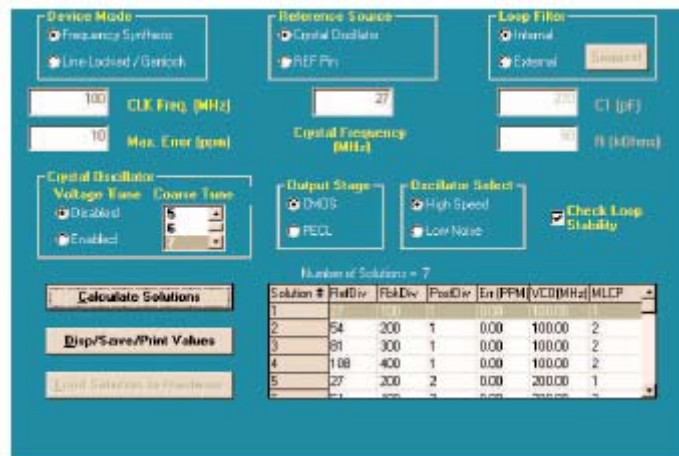 Device Mode
Frequency Synthesis
Line-Locked / Genlock
Reference Source
Crystal Oscillator
REF Pin
Loop Filter
Internal
External
100
CLK Freq. (MHz)
10
Max. Error (ppm)
27
Crystal Frequency
(MHz)
C1 (pF)
R (kOhms)
Crystal Oscillator
Voltage Tune
Disabled
Enabled
Coarse Tune
5
6
7
Output Stage
CMOS
PECL
Oscillator Select
High Speed
Low Noise
Check Loop
Stability
Number of Solutions = 7
Calculate Solutions
Disp/Save/Print Values
Solution # RefDiv FbkDiv PostDiv Err (PPM) VCO(MHz) MLCP
1
2 54 200 1 0.00 100.00 2
3 81 300 1 0.00 100.00 2
4 108 400 1 0.00 100.00 2
5 27 200 2 0.00 200.00 1